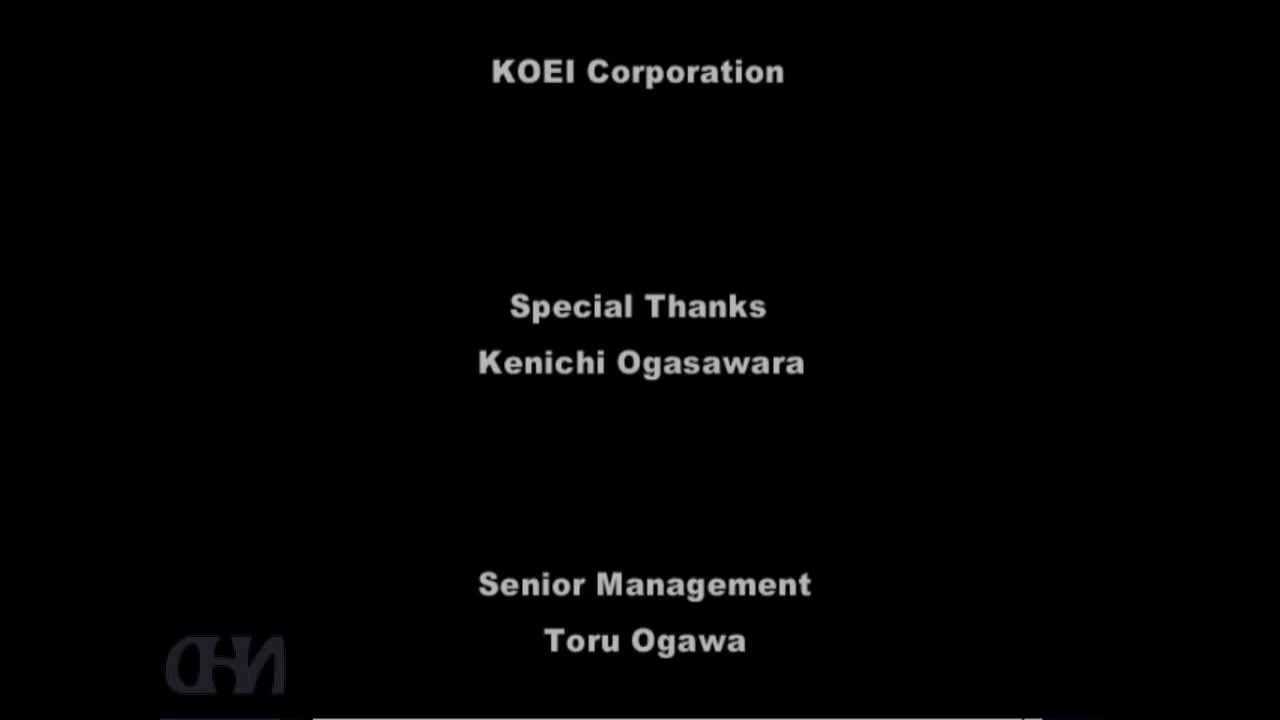 KOEI Corporation
Special Thanks
Kenichi Ogasawara
Senior Management
Toru Ogawa